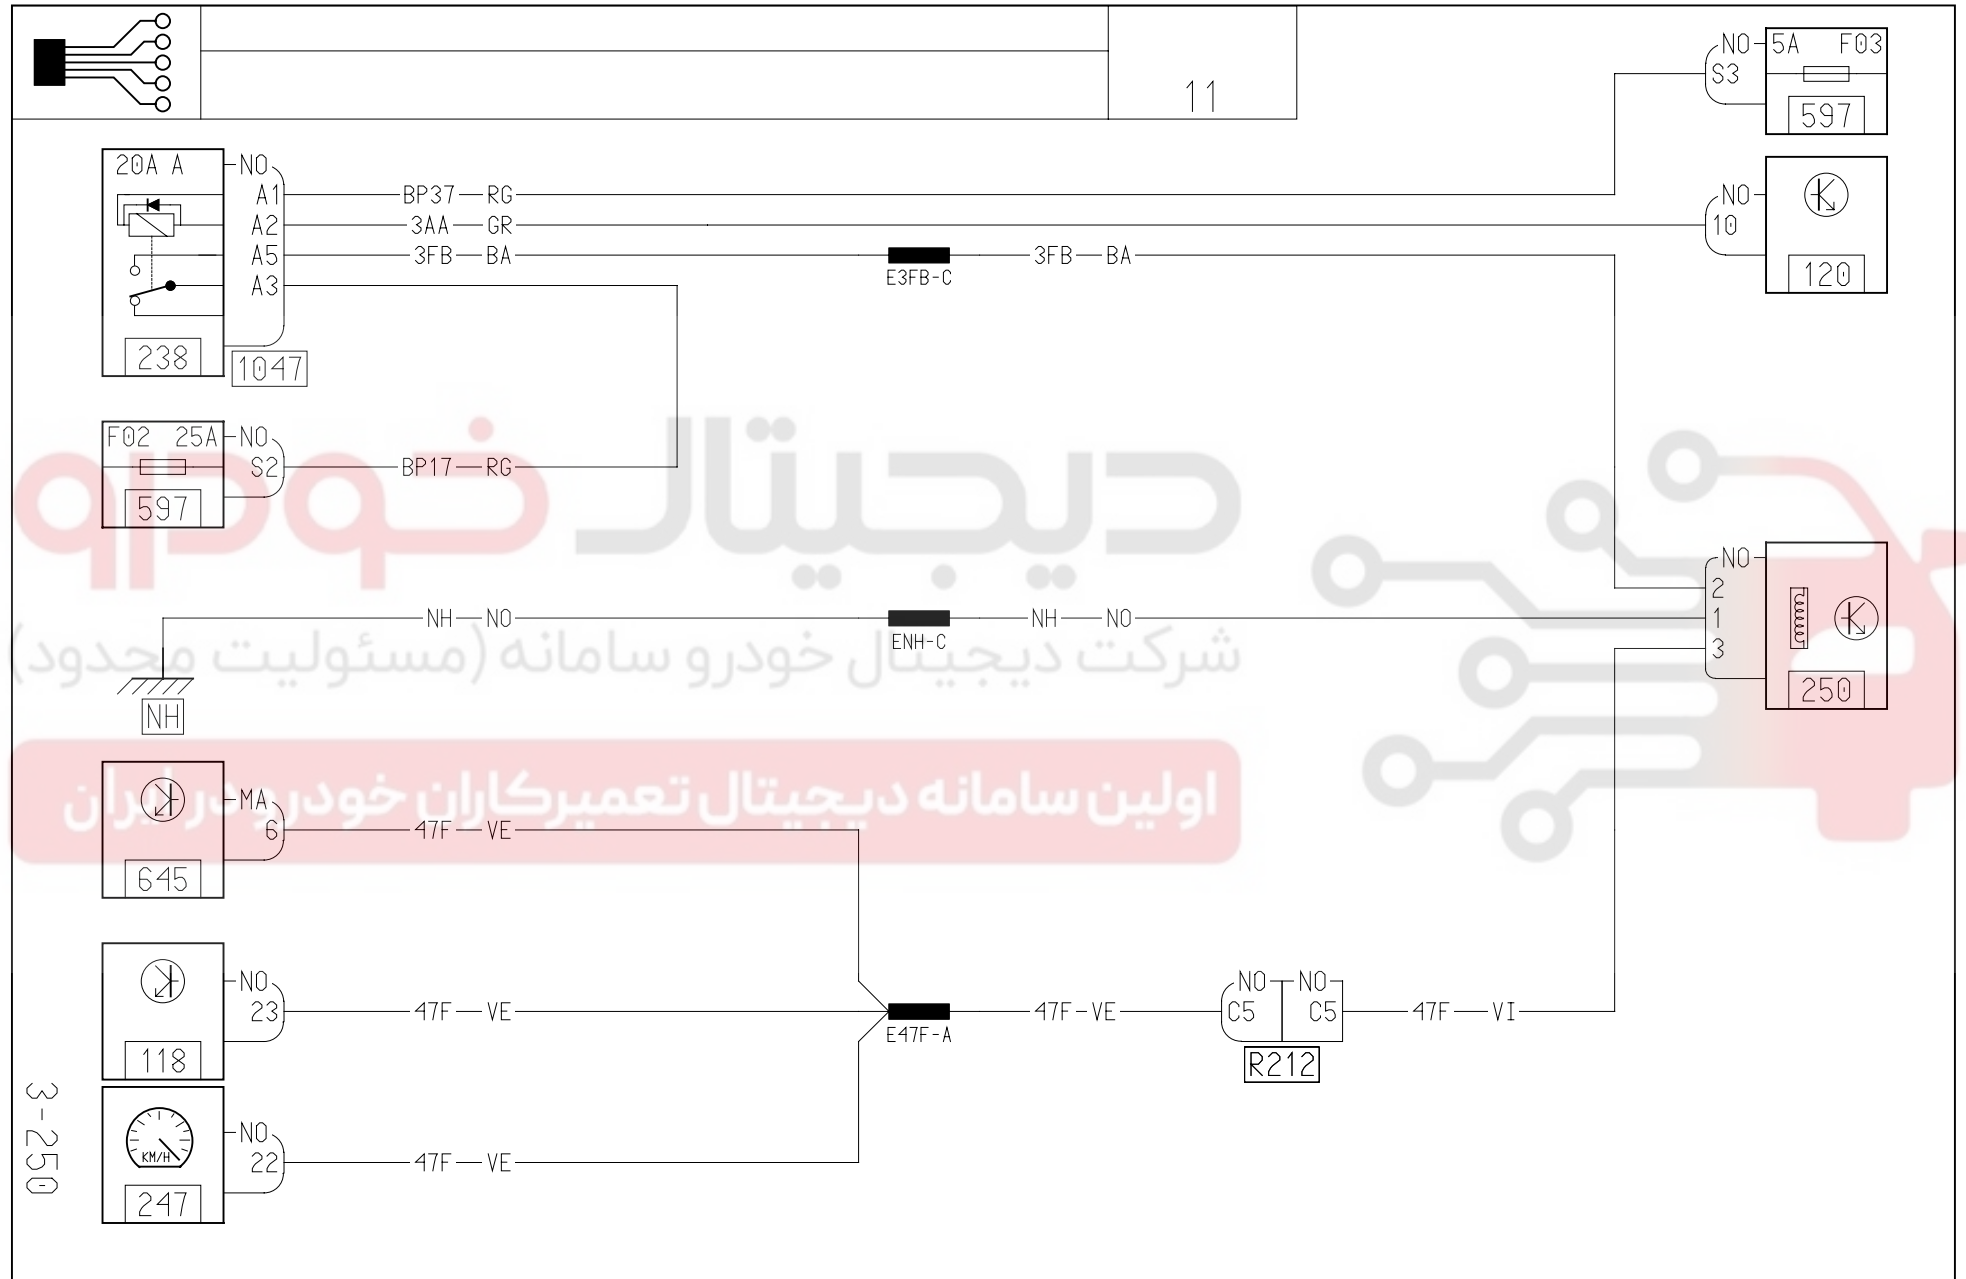 11
NO 5A F03
S3
597
20A A NO
A1 BP37 RG
A2 3AA GR
A5 3FB BA 3FB BA
E3FB-C
A3
238
1047
NO
10
120
F02 25A NO
S2 BP17 RG
597
دیجیتال خودرو
NO
2
NH NO NH NO 1
ENH-C
3
250
NH
شرکت دیجیتال خودرو سامانه (مسئولیت محدود)
اولین سامانه دیجیتال تعمیرکاران خودرو در ایران
MA
6 47F VE
645
NO
23 47F VE 47F-VE
E47F-A
118
NO NO
C5 C5 47F VI
R212
KM/H
NO
22 47F VE
247
3-250